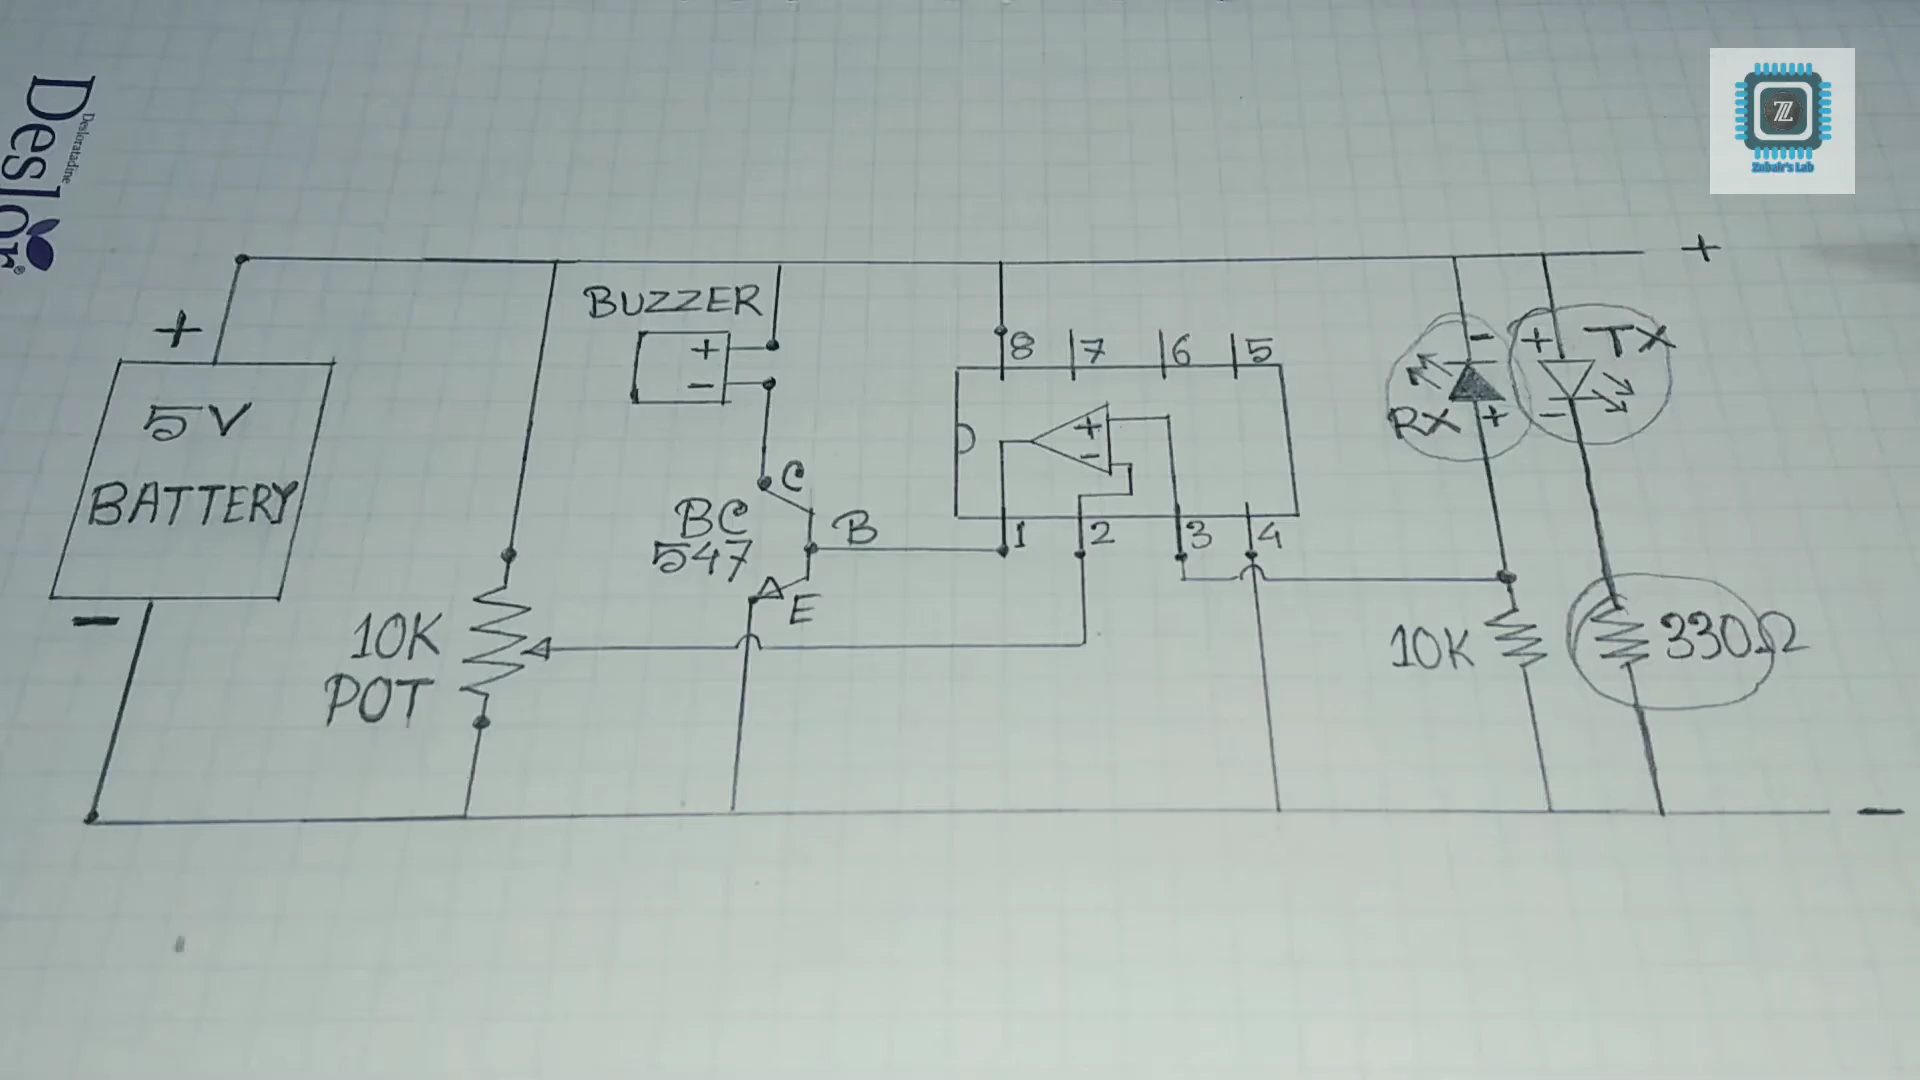 Deslor®
Desloratadine
Z
Zubair's Lab
+
+
5V
BATTERY
-
10K
POT
BUZZER
+
-
C
BC
547
B
E
8 7 6 5
+
-
1 2 3 4
-
+
TX
RX
+
-
10K
330Ω
-